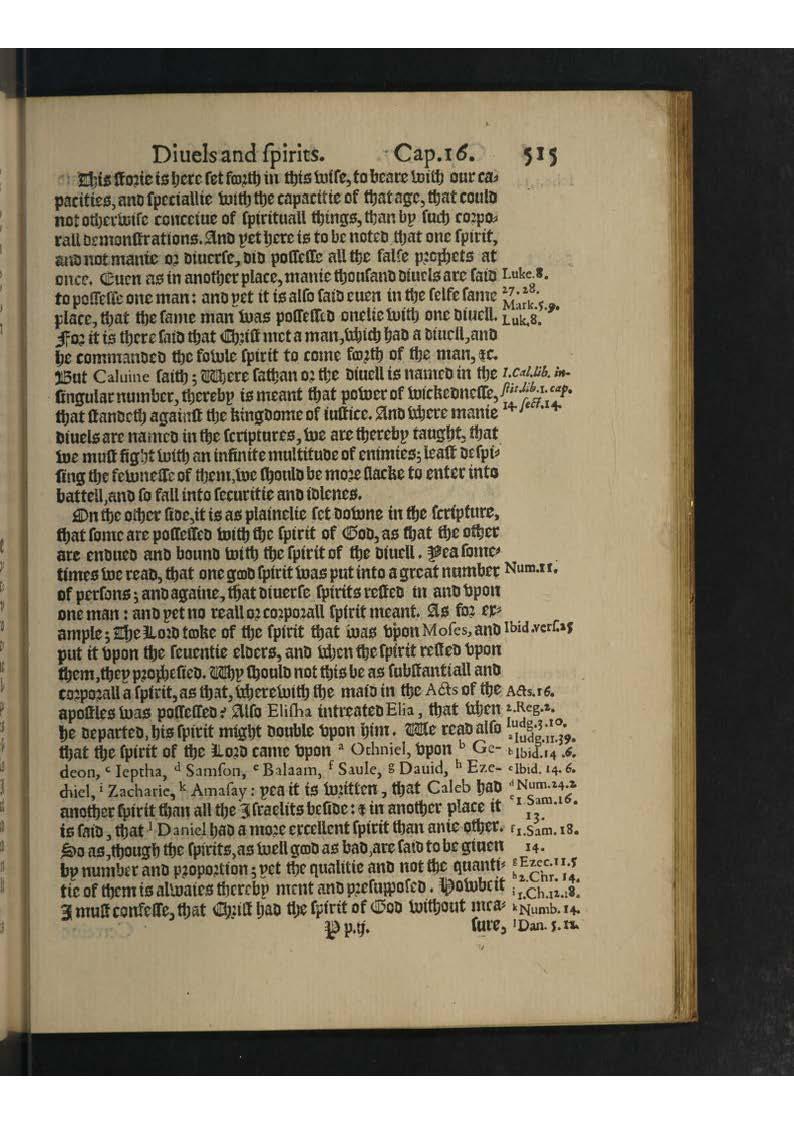 Diuels and ſpirits. Cap.16. 515
This ſtorie is here ſet fœrth in this wiſe, to beare with our ca-
pacities, and ſpeciallie with the capacitie of that age, that could
not otherwiſe conceiue of ſpirituall things, than by ſuch corpo-
rall demonſtrations. And yet here is to be noted that one ſpirit,
and not manie or diuerſe, did poſſeſſe all the falſe prophets at
once. Euen as in another place, manie thouſand diuels are ſaid
to poſſeſſe one man: and yet it is alſo ſaid euen in the ſelfe ſame
place, that the ſame man was poſſeſſed onelie with one diuell.
For it is there ſaid that Chriſt met a man, which had a diuell, and
he commanded the fowle ſpirit to come fœrth of the man, &c.
But Caluine ſaith; Where ſathan or the diuell is named in the
ſingular number, thereby is meant that power of wickedneſſe,
that ſtandeth againſt the kingdome of iuſtice. And where manie
diuels are named in the ſcriptures, we are thereby taught, that
we muſt fight with an infinite multitude of enimies; leaſt deſpi-
ſing the fewneſſe of them, we ſhould be more ſlacke to enter into
battell, and ſo fall into ſecuritie and idlenes.
On the other ſide, it is as plainelie ſet downe in the ſcripture,
that ſome are poſſeſſed with the ſpirit of God, as that the other
are endued and bound with the ſpirit of the diuell. Yea ſome-
times we read, that one good ſpirit was put into a great number
of perſons; and againe, that diuerſe ſpirits reſted in and vpon
one man: and yet no reall or corporall ſpirit meant. As for ex-
ample; The Lord tooke of the ſpirit that was vpon Moſes, and
put it vpon the ſeuentie elders, and when the ſpirit reſted vpon
them, they propheſied. Why ſhould not this be as ſubſtantiall and
corporall a ſpirit, as that, wherewith the maid in the Acts of the
apoſtles was poſſeſſed? Alſo Eliſha intreated Elia, that when
he departed, his ſpirit might double vpon him. We read alſo
that the ſpirit of the Lord came vpon a Othniel, vpon b Ge-
deon, c Ieptha, d Samſon, e Balaam, f Saule, g Dauid, h Eze-
chiel, i Zacharie, k Amaſay: yea it is written, that Caleb had
another ſpirit than all the Iſraelits beſide: & in another place it
is ſaid, that l Daniel had a more excellent ſpirit than anie other.
So as, though the ſpirits, as well good as bad, are ſaid to be giuen
by number and proportion; yet the qualitie and not the quanti-
tie of them is alwaies thereby ment and preſuppoſed. Howbeit
I muſt confeſſe, that Chriſt had the ſpirit of God without mea-
P p.ij. ſure,
Luke.8.
27.28.
Mark.5.9.
Luk.8.
I.Cal.lib. in-
ſtit.lib.1. cap.
14. ſect.14.
Num.11.
Ibid.verſ.25
Acts.16.
2.Reg.2.
Iudg.3.10.
a Iudg.11.39.
b Ibid.14.6.
c Ibid. 14. 6.
d Num.24.2
e 1. Sam.16.
13.
f 1.Sam. 18.
14.
g Ezec.11.5
h 2.Chr. 14.
i 1.Ch.12.18.
k Numb.14.
l Dan. 5.12.